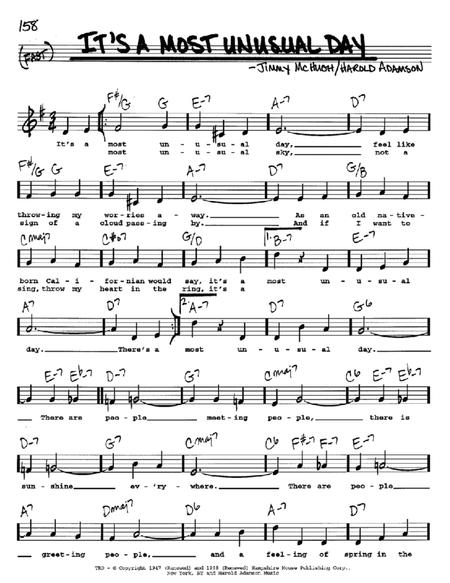 158
(FAST)
IT'S A MOST UNUSUAL DAY
-JIMMY McHUGH/HAROLD ADAMSON
F#/G G E-7 A-7 D7
It's a most un - u - su - al day, feel like
most un - u - su - al sky, not a
F#/G G E-7 A-7 D7 G/B
throw-ing my wor-ries a - way. As an old na-tive-
sign of a cloud pass-ing by. And if I want to
Cmaj7 C#ø7 G/D 1. B-7 E-7
born Cal - i - for-nian would say, it's a most un - u - su - al
sing, throw my heart in the ring, it's a
A7 D7 2. A-7 D7 G6
day. There's a most un - u - su - al day.
E-7 E♭-7 D-7 G7 Cmaj7 C6 E-7 E♭-7
There are peo - ple meet - ing peo - ple, there is
D-7 G7 Cmaj7 C6 F#-7 E-7
sun - shine ev - 'ry - where. There are peo - ple
A7 Dmaj7 D6 A-7 D7
greet - ing peo - ple, and a feel - ing of spring in the
TRO - © Copyright 1947 (Renewed) and 1958 (Renewed) Hampshire House Publishing Corp.,
New York, NY and Harold Adamson Music